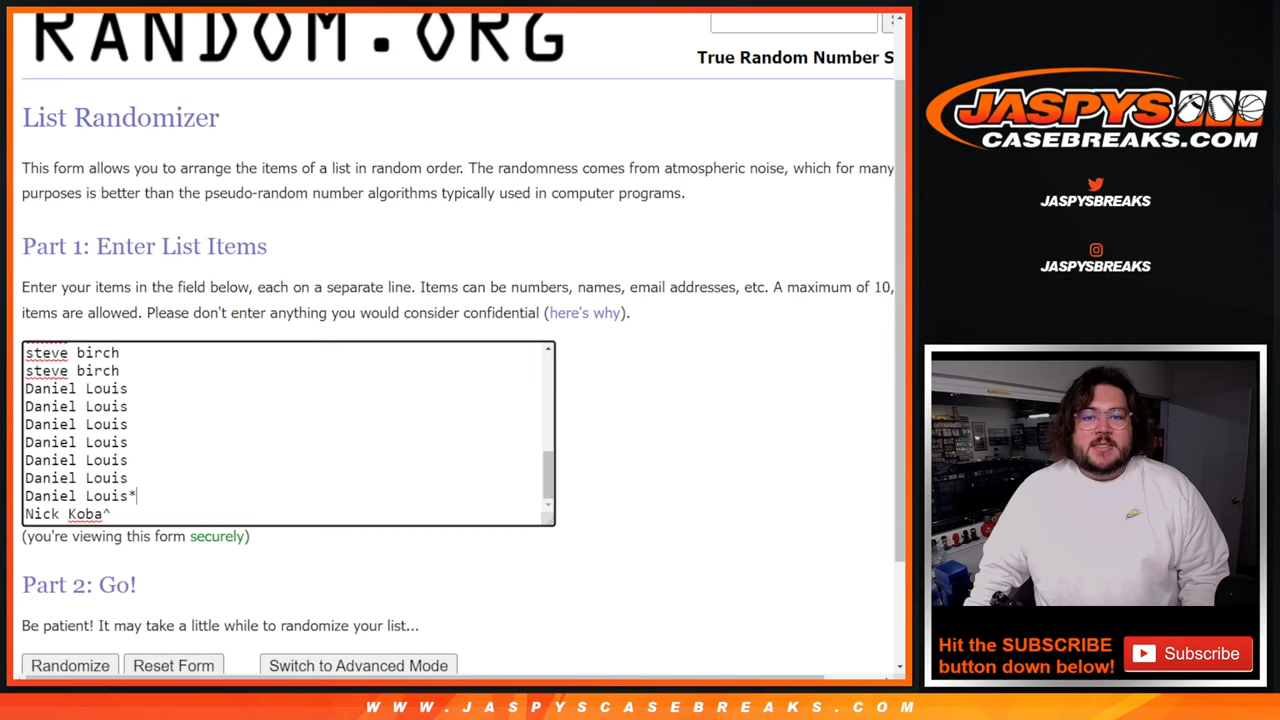 RANDOM.ORG
True Random Number S
List Randomizer
This form allows you to arrange the items of a list in random order. The randomness comes from atmospheric noise, which for many
purposes is better than the pseudo-random number algorithms typically used in computer programs.
Part 1: Enter List Items
Enter your items in the field below, each on a separate line. Items can be numbers, names, email addresses, etc. A maximum of 10,
items are allowed. Please don't enter anything you would consider confidential (here's why).
steve birch
steve birch
Daniel Louis
Daniel Louis
Daniel Louis
Daniel Louis
Daniel Louis
Daniel Louis
Daniel Louis*
Nick Koba^
(you're viewing this form securely)
Part 2: Go!
Be patient! It may take a little while to randomize your list...
Randomize
Reset Form
Switch to Advanced Mode
JASPYS
CASEBREAKS.COM
JASPYSBREAKS
JASPYSBREAKS
Hit the SUBSCRIBE
button down below!
Subscribe
WWW.JASPYSCASEBREAKS.COM